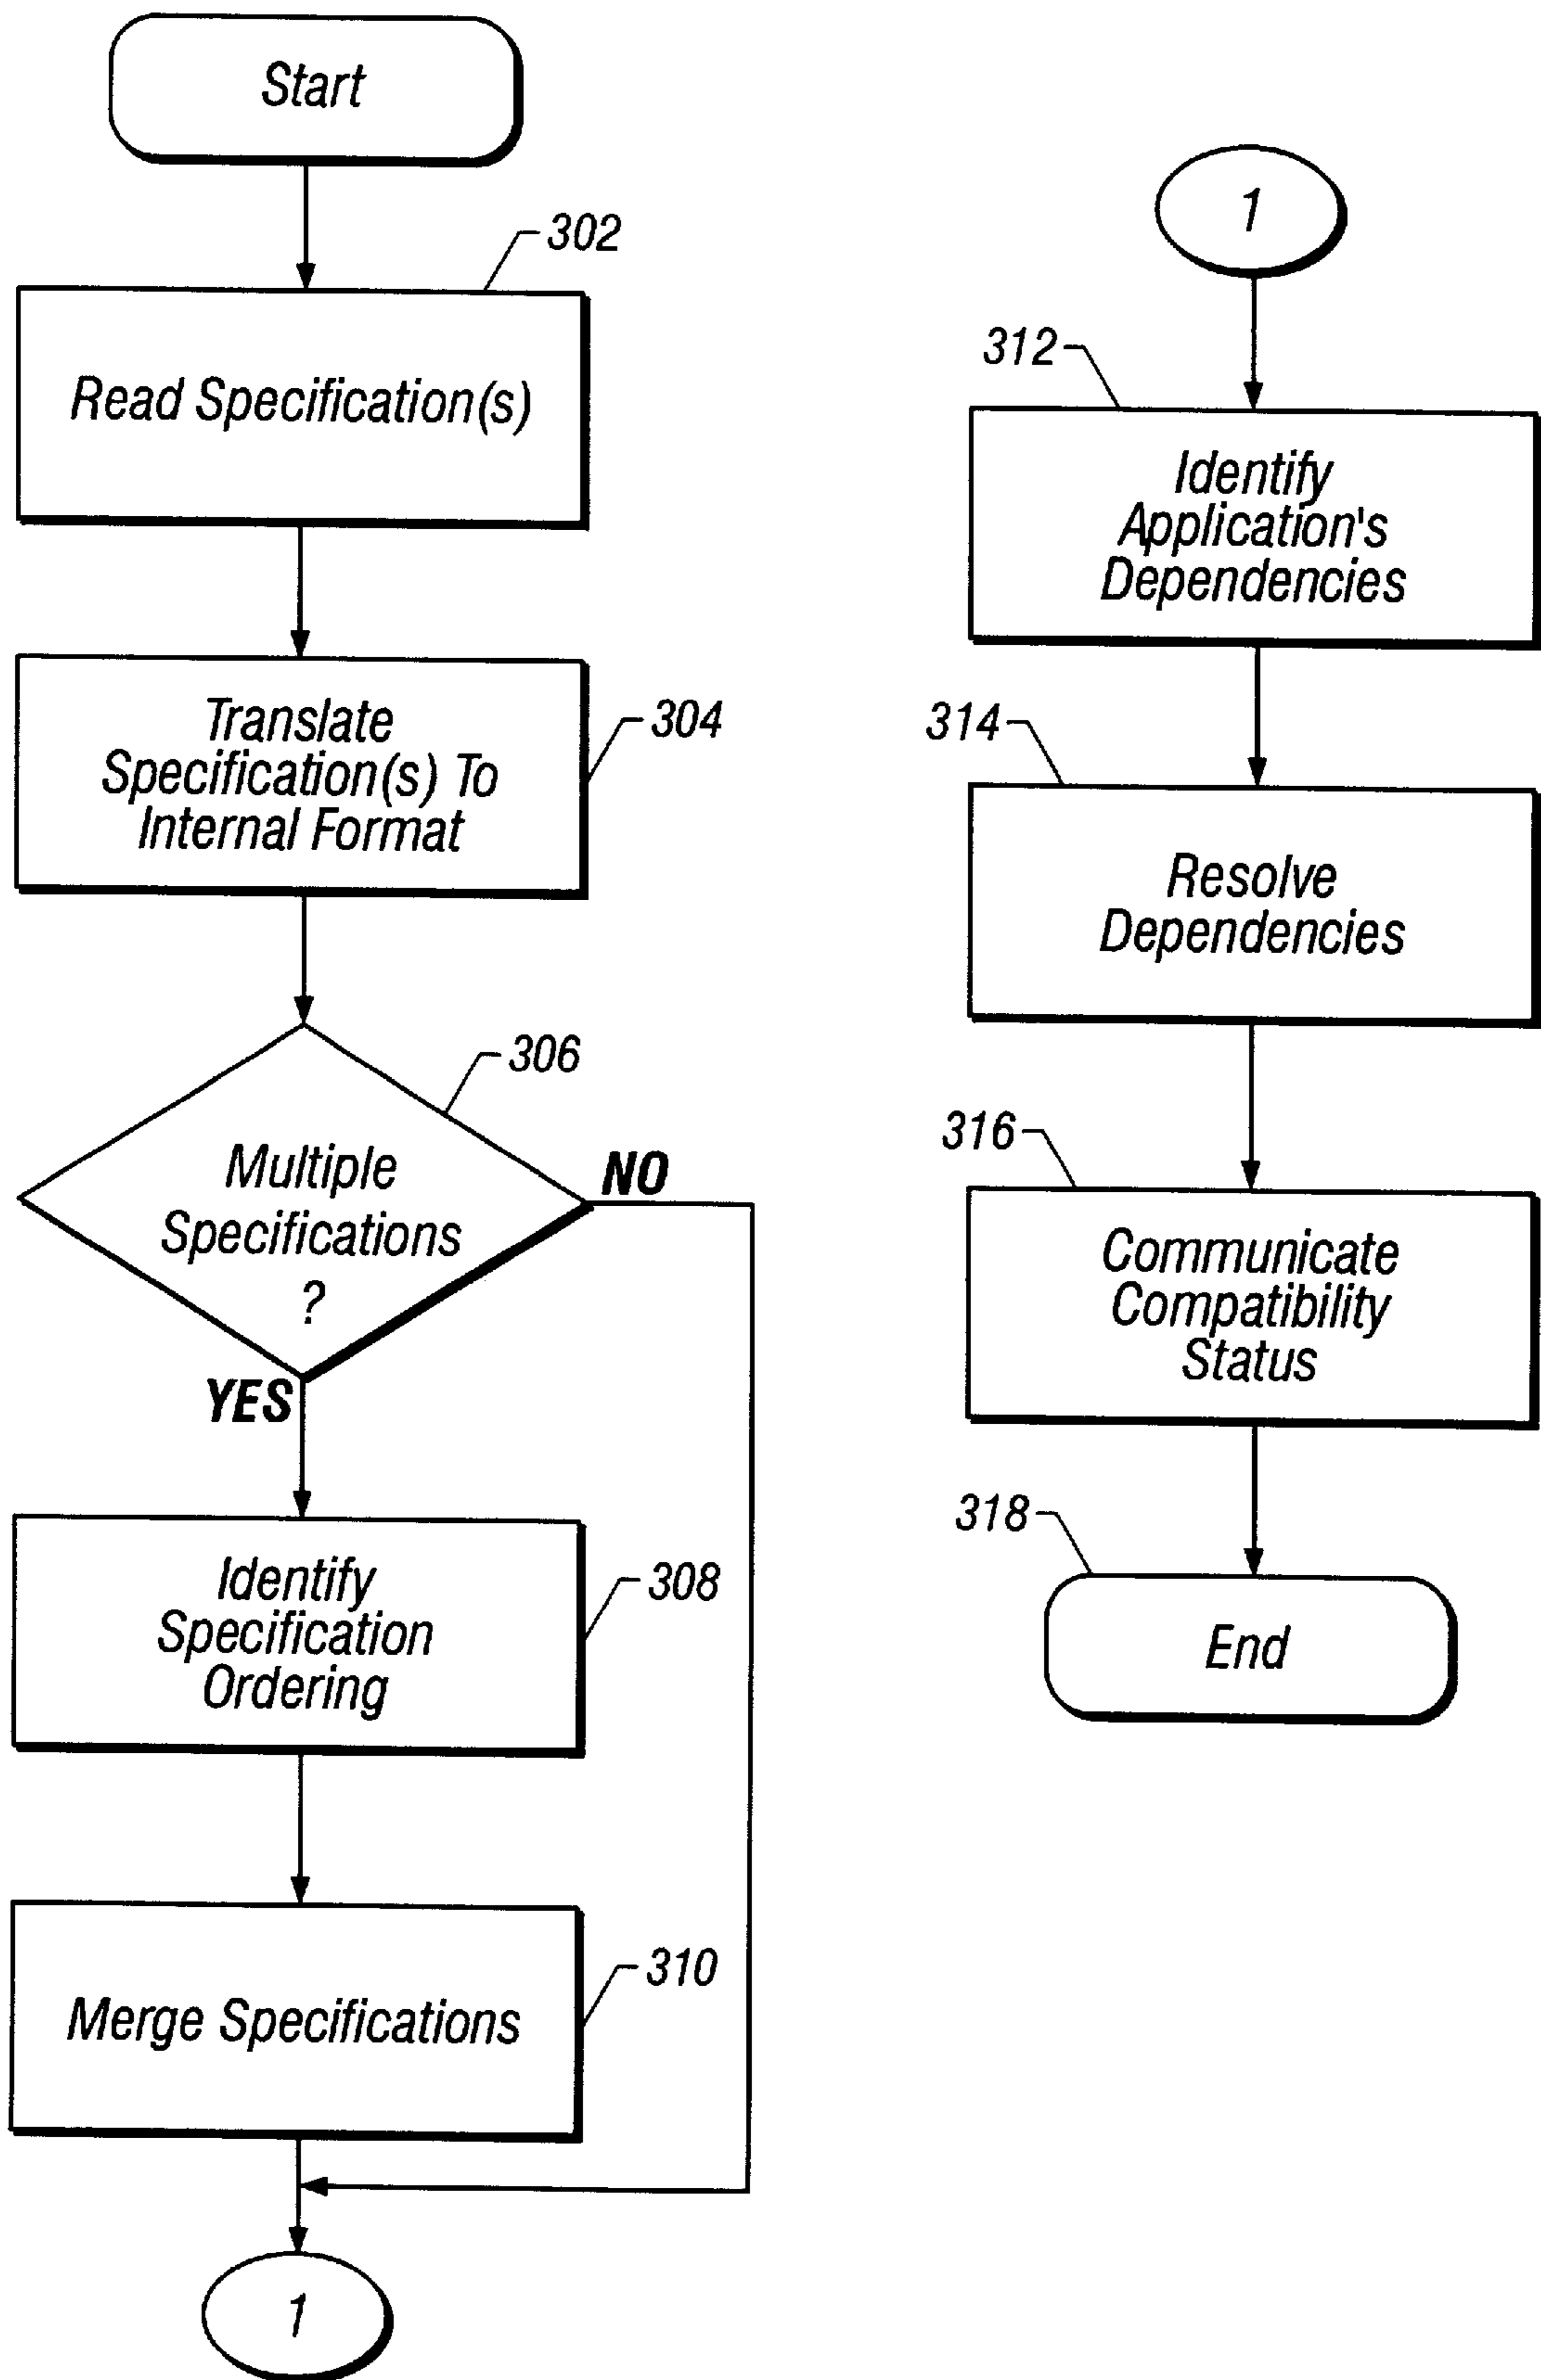 Start
302
Read Specification(s)
Translate
Specification(s) To
Internal Format
304
306
Multiple
Specifications
?
NO
YES
Identify
Specification
Ordering
308
Merge Specifications
310
1
1
312
Identify
Application's
Dependencies
314
Resolve
Dependencies
316
Communicate
Compatibility
Status
318
End